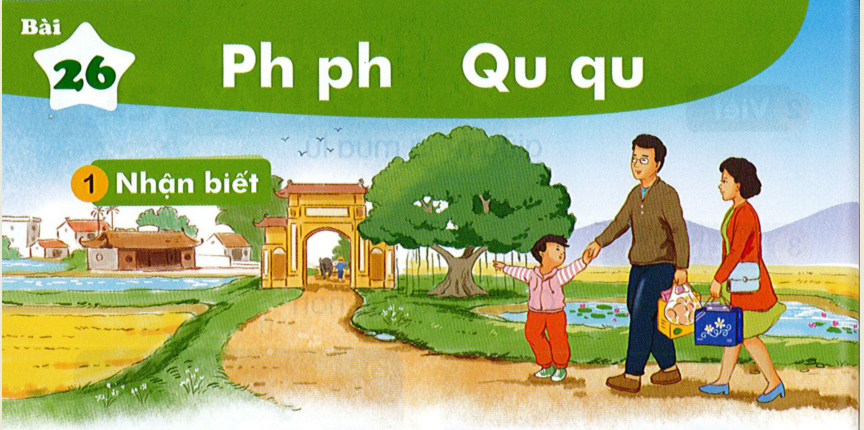 Bài
26
Ph ph Qu qu
1 Nhận biết